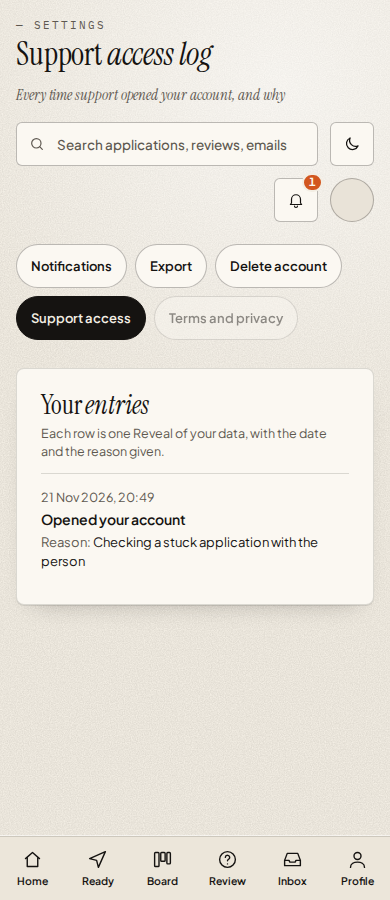 — SETTINGS
Support access log
Every time support opened your account, and why
Search applications, reviews, emails
1
Notifications
Export
Delete account
Support access
Terms and privacy
Your entries
Each row is one Reveal of your data, with the date
and the reason given.
21 Nov 2026, 20:49
Opened your account
Reason: Checking a stuck application with the
person
Home
Ready
Board
Review
Inbox
Profile